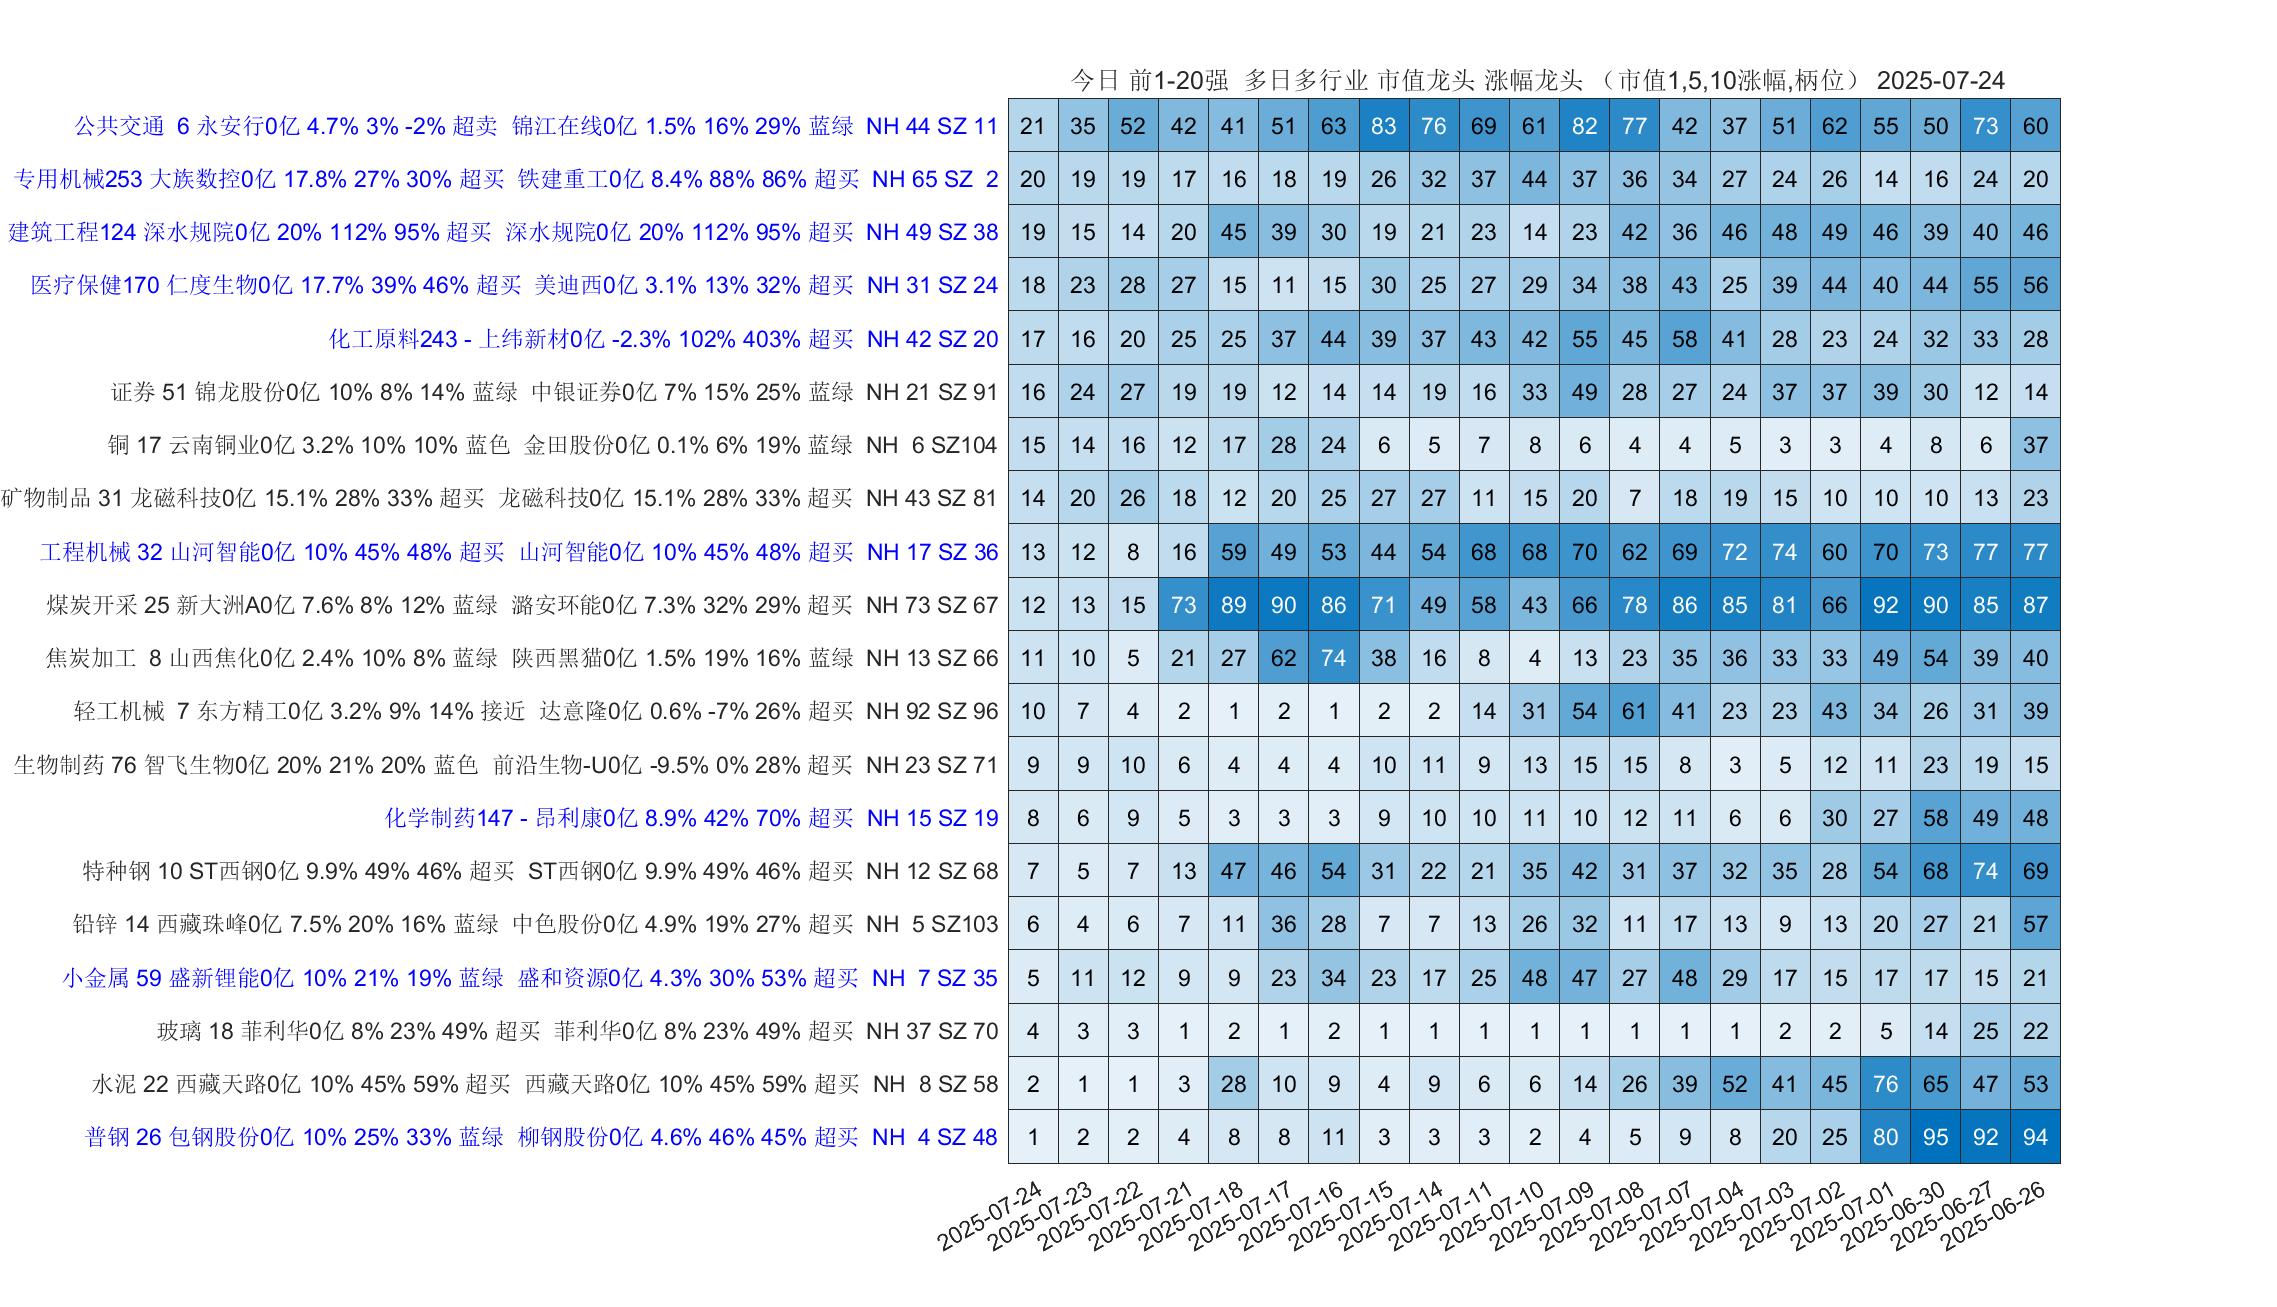 今日 前1-20强 多日多行业 市值龙头 涨幅龙头 （市值1,5,10涨幅,柄位） 2025-07-24
公共交通 6 永安行0亿 4.7% 3% -2% 超卖 锦江在线0亿 1.5% 16% 29% 蓝绿 NH 44 SZ 11 21 35 52 42 41 51 63 83 76 69 61 82 77 42 37 51 62 55 50 73 60
专用机械253 大族数控0亿 17.8% 27% 30% 超买 铁建重工0亿 8.4% 88% 86% 超买 NH 65 SZ 2 20 19 19 17 16 18 19 26 32 37 44 37 36 34 27 24 26 14 16 24 20
建筑工程124 深水规院0亿 20% 112% 95% 超买 深水规院0亿 20% 112% 95% 超买 NH 49 SZ 38 19 15 14 20 45 39 30 19 21 23 14 23 42 36 46 48 49 46 39 40 46
医疗保健170 仁度生物0亿 17.7% 39% 46% 超买 美迪西0亿 3.1% 13% 32% 超买 NH 31 SZ 24 18 23 28 27 15 11 15 30 25 27 29 34 38 43 25 39 44 40 44 55 56
化工原料243 - 上纬新材0亿 -2.3% 102% 403% 超买 NH 42 SZ 20 17 16 20 25 25 37 44 39 37 43 42 55 45 58 41 28 23 24 32 33 28
证券 51 锦龙股份0亿 10% 8% 14% 蓝绿 中银证券0亿 7% 15% 25% 蓝绿 NH 21 SZ 91 16 24 27 19 19 12 14 14 19 16 33 49 28 27 24 37 37 39 30 12 14
铜 17 云南铜业0亿 3.2% 10% 10% 蓝色 金田股份0亿 0.1% 6% 19% 蓝绿 NH 6 SZ104 15 14 16 12 17 28 24 6 5 7 8 6 4 4 5 3 3 4 8 6 37
矿物制品 31 龙磁科技0亿 15.1% 28% 33% 超买 龙磁科技0亿 15.1% 28% 33% 超买 NH 43 SZ 81 14 20 26 18 12 20 25 27 27 11 15 20 7 18 19 15 10 10 10 13 23
工程机械 32 山河智能0亿 10% 45% 48% 超买 山河智能0亿 10% 45% 48% 超买 NH 17 SZ 36 13 12 8 16 59 49 53 44 54 68 68 70 62 69 72 74 60 70 73 77 77
煤炭开采 25 新大洲A0亿 7.6% 8% 12% 蓝绿 潞安环能0亿 7.3% 32% 29% 超买 NH 73 SZ 67 12 13 15 73 89 90 86 71 49 58 43 66 78 86 85 81 66 92 90 85 87
焦炭加工 8 山西焦化0亿 2.4% 10% 8% 蓝绿 陕西黑猫0亿 1.5% 19% 16% 蓝绿 NH 13 SZ 66 11 10 5 21 27 62 74 38 16 8 4 13 23 35 36 33 33 49 54 39 40
轻工机械 7 东方精工0亿 3.2% 9% 14% 接近 达意隆0亿 0.6% -7% 26% 超买 NH 92 SZ 96 10 7 4 2 1 2 1 2 2 14 31 54 61 41 23 23 43 34 26 31 39
生物制药 76 智飞生物0亿 20% 21% 20% 蓝色 前沿生物-U0亿 -9.5% 0% 28% 超买 NH 23 SZ 71 9 9 10 6 4 4 4 10 11 9 13 15 15 8 3 5 12 11 23 19 15
化学制药147 - 昂利康0亿 8.9% 42% 70% 超买 NH 15 SZ 19 8 6 9 5 3 3 3 9 10 10 11 10 12 11 6 6 30 27 58 49 48
特种钢 10 ST西钢0亿 9.9% 49% 46% 超买 ST西钢0亿 9.9% 49% 46% 超买 NH 12 SZ 68 7 5 7 13 47 46 54 31 22 21 35 42 31 37 32 35 28 54 68 74 69
铅锌 14 西藏珠峰0亿 7.5% 20% 16% 蓝绿 中色股份0亿 4.9% 19% 27% 超买 NH 5 SZ103 6 4 6 7 11 36 28 7 7 13 26 32 11 17 13 9 13 20 27 21 57
小金属 59 盛新锂能0亿 10% 21% 19% 蓝绿 盛和资源0亿 4.3% 30% 53% 超买 NH 7 SZ 35 5 11 12 9 9 23 34 23 17 25 48 47 27 48 29 17 15 17 17 15 21
玻璃 18 菲利华0亿 8% 23% 49% 超买 菲利华0亿 8% 23% 49% 超买 NH 37 SZ 70 4 3 3 1 2 1 2 1 1 1 1 1 1 1 1 2 2 5 14 25 22
水泥 22 西藏天路0亿 10% 45% 59% 超买 西藏天路0亿 10% 45% 59% 超买 NH 8 SZ 58 2 1 1 3 28 10 9 4 9 6 6 14 26 39 52 41 45 76 65 47 53
普钢 26 包钢股份0亿 10% 25% 33% 蓝绿 柳钢股份0亿 4.6% 46% 45% 超买 NH 4 SZ 48 1 2 2 4 8 8 11 3 3 3 2 4 5 9 8 20 25 80 95 92 94
2025-07-24 2025-07-23 2025-07-22 2025-07-21 2025-07-18 2025-07-17 2025-07-16 2025-07-15 2025-07-14 2025-07-11 2025-07-10 2025-07-09 2025-07-08 2025-07-07 2025-07-04 2025-07-03 2025-07-02 2025-07-01 2025-06-30 2025-06-27 2025-06-26